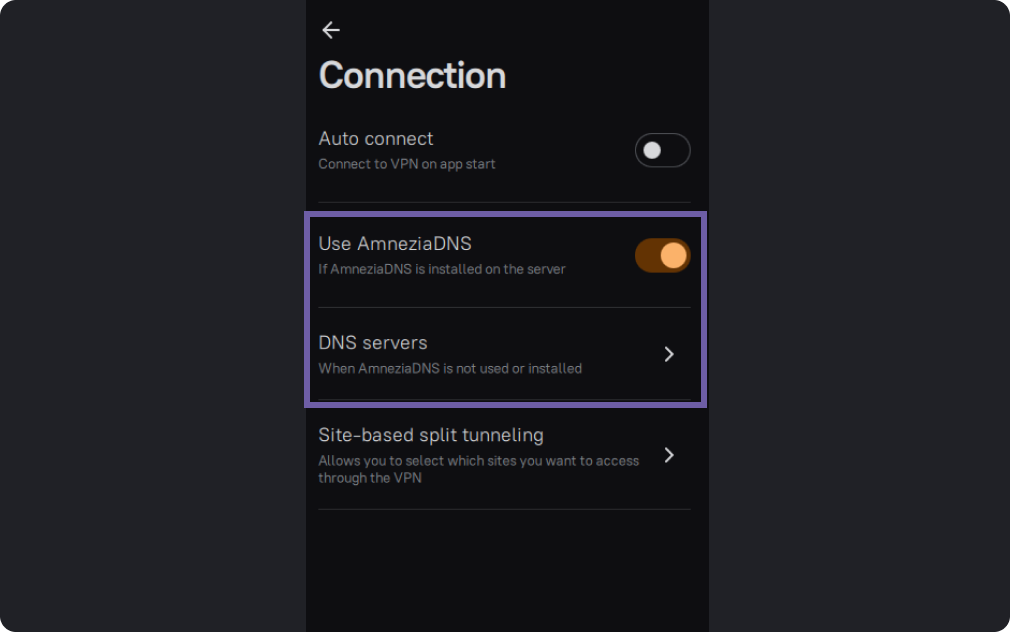 Connection
Auto connect
Connect to VPN on app start
Use AmneziaDNS
If AmneziaDNS is installed on the server
DNS servers
When AmneziaDNS is not used or installed
Site-based split tunneling
Allows you to select which sites you want to access
through the VPN